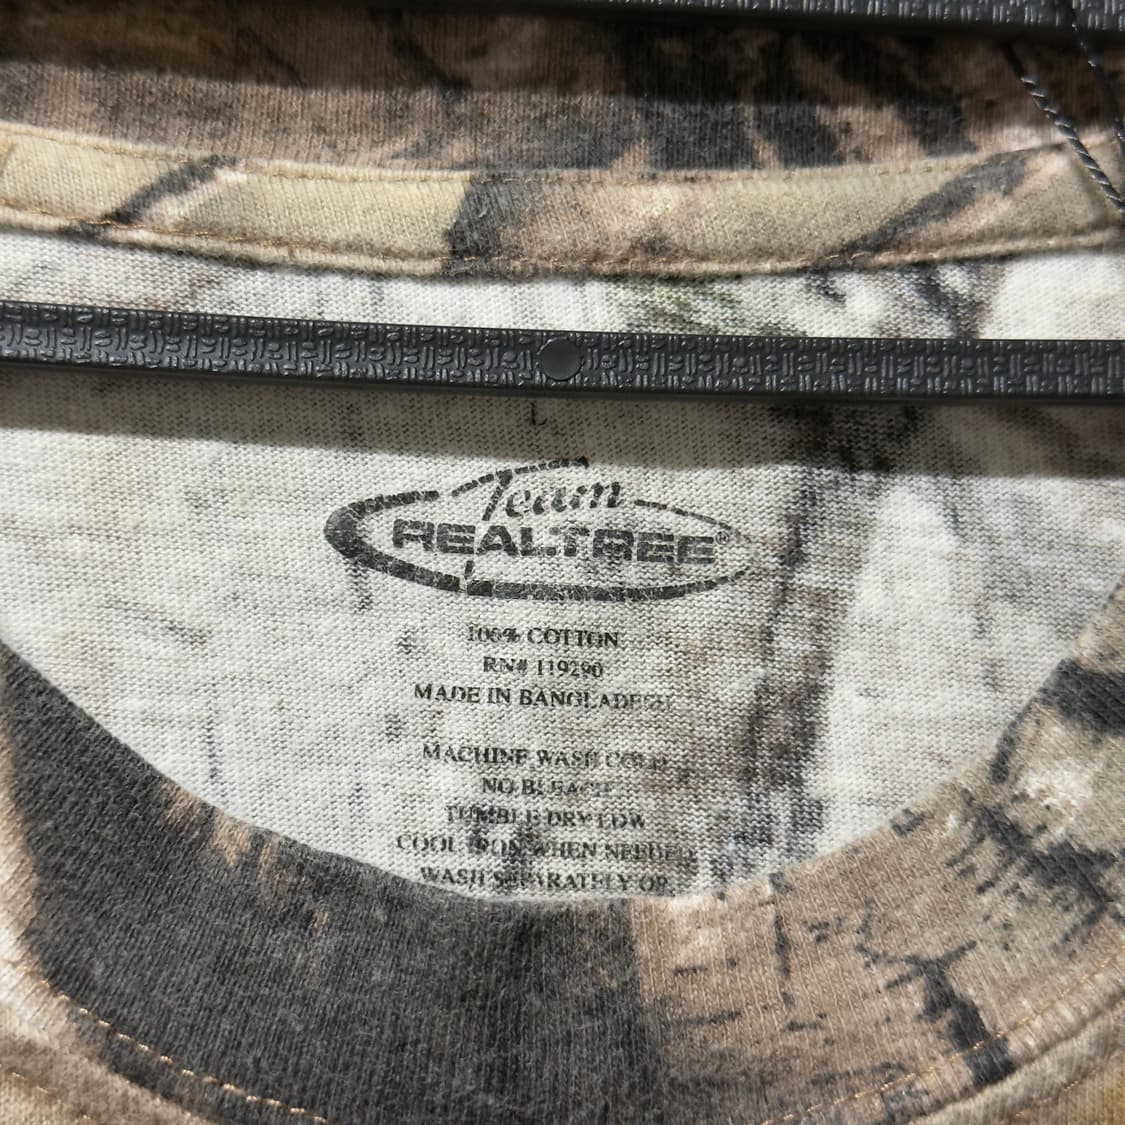 L
Team
REALTREE®
100% COTTON
RN# 119290
MADE IN BANGLADESH
MACHINE WASH COLD
NO BLEACH
TUMBLE DRY LOW
COOL IRON WHEN NEEDED
WASH SEPARATELY OR